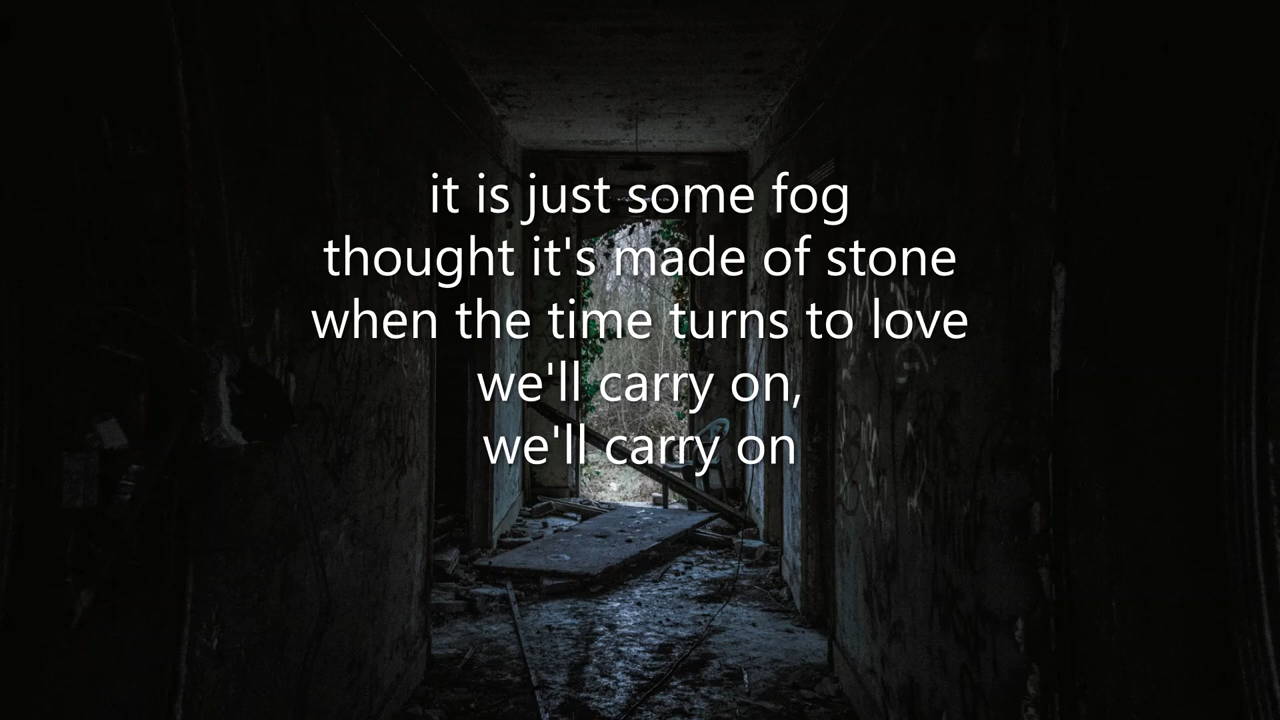 it is just some fog
thought it's made of stone
when the time turns to love
we'll carry on,
we'll carry on